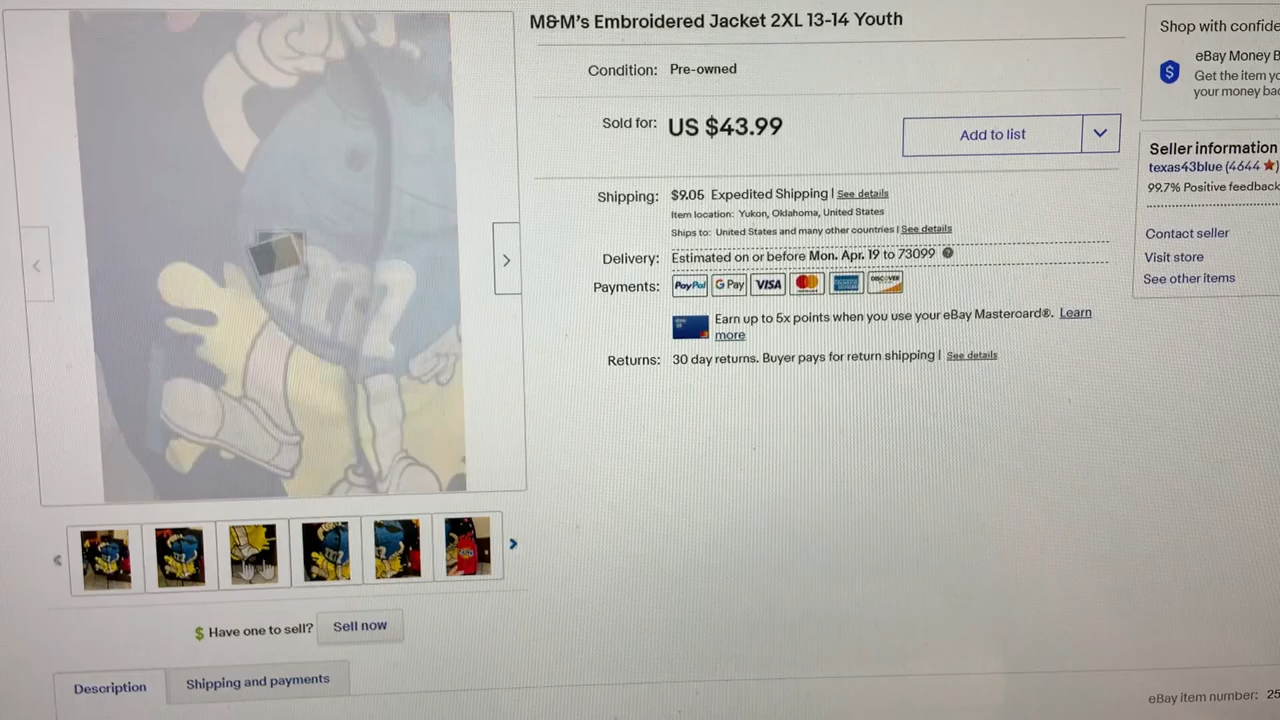 M&M's Embroidered Jacket 2XL 13-14 Youth
Condition: Pre-owned
Sold for: US $43.99
Add to list
Shipping: $9.05 Expedited Shipping | See details
Item location: Yukon, Oklahoma, United States
Ships to: United States and many other countries | See details
Delivery: Estimated on or before Mon. Apr. 19 to 73099
Payments: PayPal G Pay VISA DISCOVER
Earn up to 5x points when you use your eBay Mastercard®. Learn
more
Returns: 30 day returns. Buyer pays for return shipping | See details
Shop with confide
eBay Money B
Get the item yo
your money bac
Seller information
texas43blue (4644 ★)
99.7% Positive feedback
Contact seller
Visit store
See other items
$ Have one to sell? Sell now
Description
Shipping and payments
eBay item number: 25